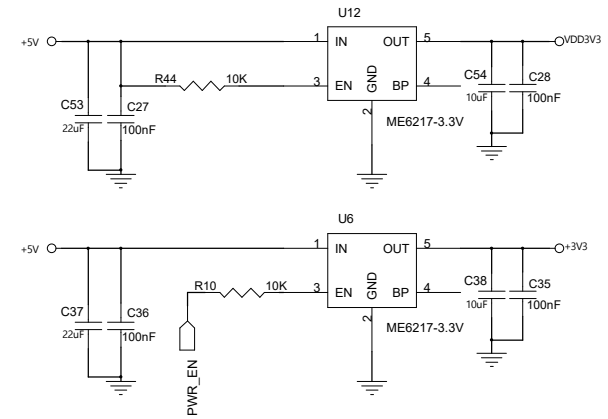 U12
+5V
1 IN OUT 5
VDD3V3
R44 10K
3 EN GND BP 4
C54
10uF
C28
100nF
C53
22uF
C27
100nF
2
ME6217-3.3V
U6
+5V
1 IN OUT 5
+3V3
R10 10K
3 EN GND BP 4
C38
10uF
C35
100nF
C37
22uF
C36
100nF
2
ME6217-3.3V
PWR_EN